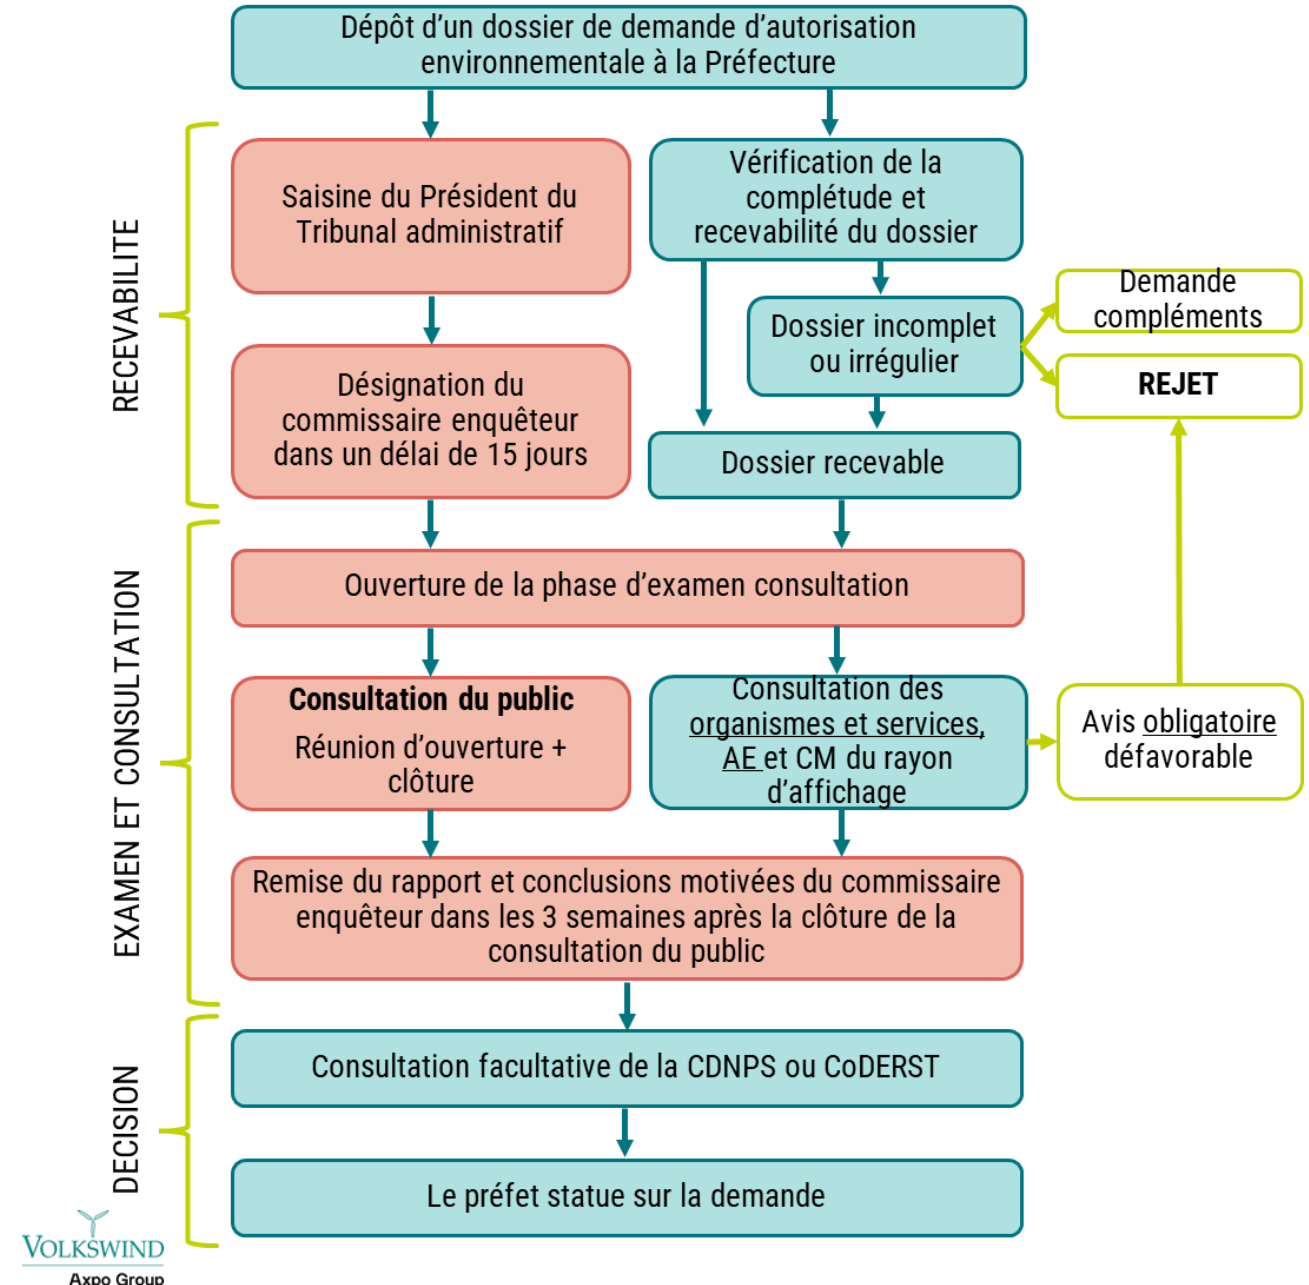 Dépôt d’un dossier de demande d’autorisation
environnementale à la Préfecture
RECEVABILITE
Saisine du Président du
Tribunal administratif
Vérification de la
complétude et
recevabilité du dossier
Dossier incomplet
ou irrégulier
Demande
compléments
REJET
Désignation du
commissaire enquêteur
dans un délai de 15 jours
Dossier recevable
EXAMEN ET CONSULTATION
Ouverture de la phase d’examen consultation
Consultation du public
Réunion d’ouverture +
clôture
Consultation des
organismes et services,
AE et CM du rayon
d’affichage
Avis obligatoire
défavorable
Remise du rapport et conclusions motivées du commissaire
enquêteur dans les 3 semaines après la clôture de la
consultation du public
DECISION
Consultation facultative de la CDNPS ou CoDERST
Le préfet statue sur la demande
VOLKSWIND
Axpo Group